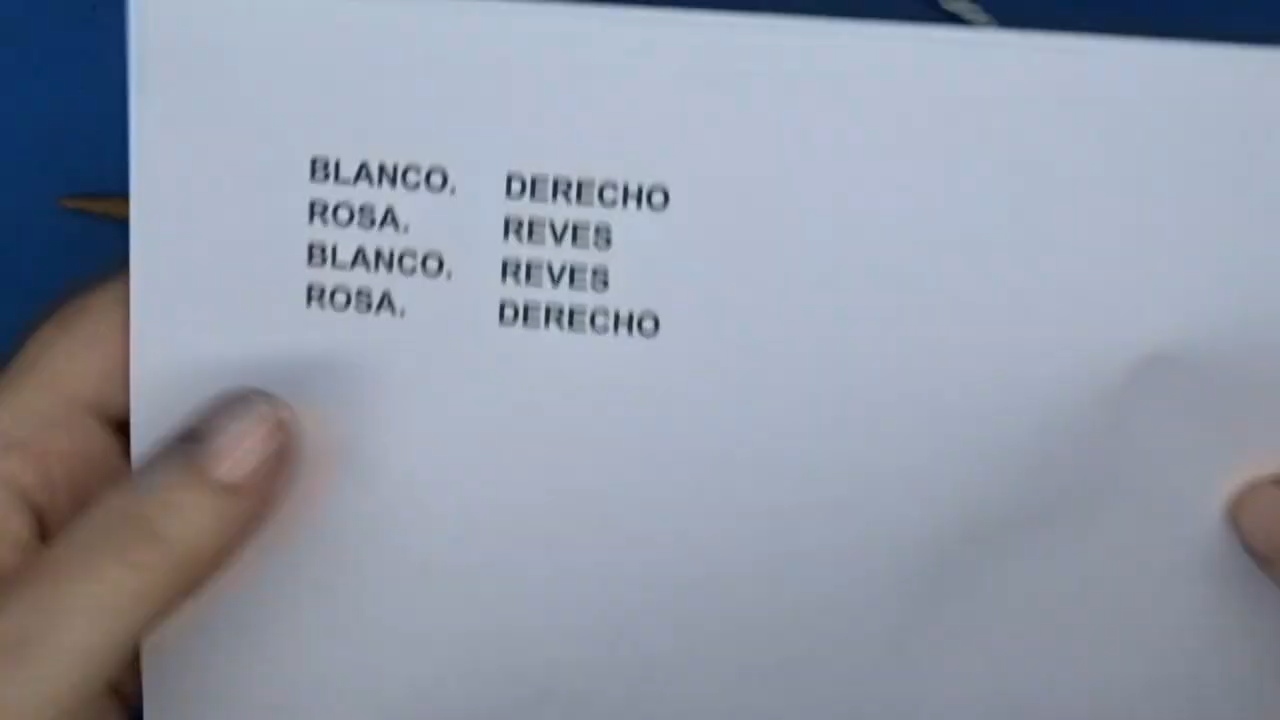 BLANCO. DERECHO
ROSA. REVES
BLANCO. REVES
ROSA. DERECHO